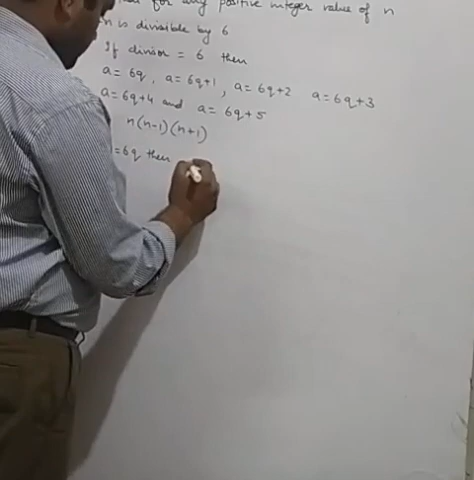 for any positive integer value of n
n is divisible by 6
If divisor = 6 then
a = 6q, a = 6q+1, a = 6q+2 a = 6q+3
a = 6q+4 and a = 6q+5
n(n-1)(n+1)
=6q then